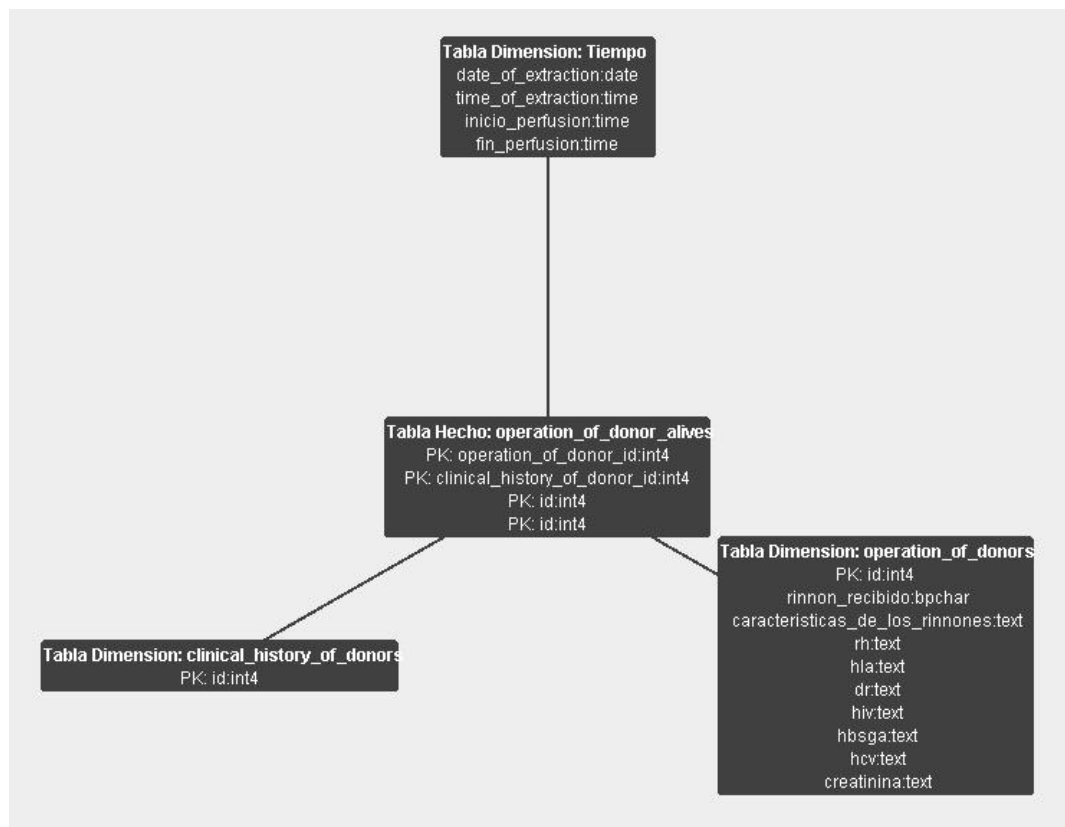 Tabla Dimension: Tiempo
date_of_extraction:date
time_of_extraction:time
inicio_perfusion:time
fin_perfusion:time
Tabla Hecho: operation_of_donor_alives
PK: operation_of_donor_id:int4
PK: clinical_history_of_donor_id:int4
PK: id:int4
PK: id:int4
Tabla Dimension: clinical_history_of_donors
PK: id:int4
Tabla Dimension: operation_of_donors
PK: id:int4
rinnon_recibido:bpchar
caracteristicas_de_los_rinnones:text
rh:text
hla:text
dr:text
hiv:text
hbsga:text
hcv:text
creatinina:text